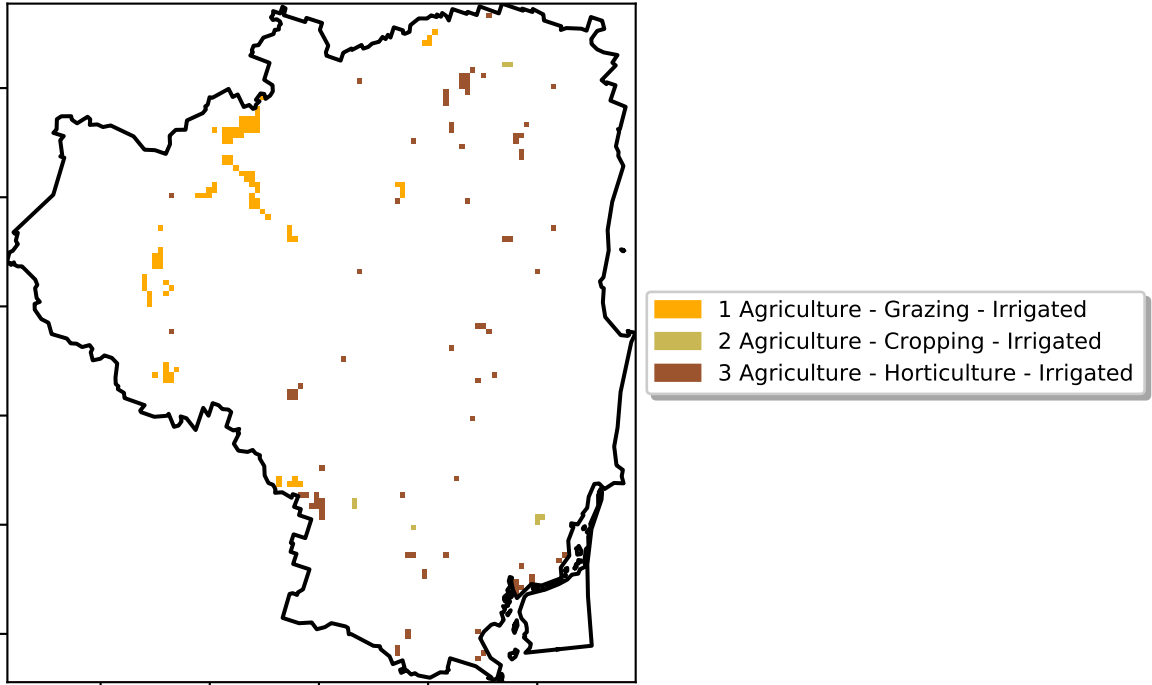 1 Agriculture - Grazing - Irrigated
2 Agriculture - Cropping - Irrigated
3 Agriculture - Horticulture - Irrigated